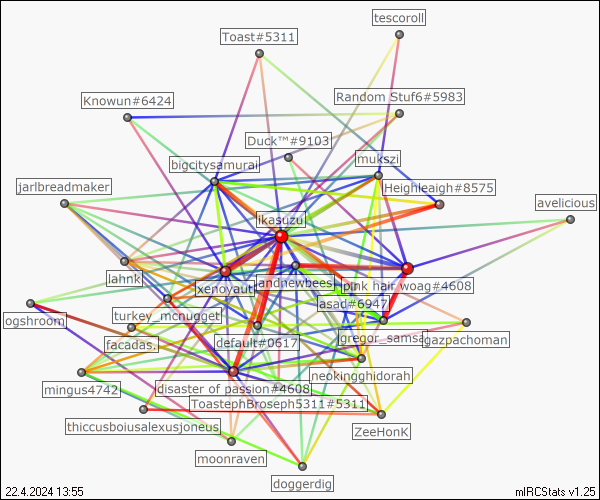 tescoroll
Toast#5311
Random Stuf6#5983
Knowun#6424
Duck™#9103
mukszi
bigcitysamurai
Heighleaigh#8575
jarlbreadmaker
avelicious
ikasuzu
lahnk
xenoyaut
landnewbeest
pink hair woag#4608
asad#6947
ogshroom
turkey_mcnugget
facadas.
default#0617
gregor_samsa
gazpachoman
neokingghidorah
mingus4742
disaster of passion#4608
ToastephBroseph5311#5311
thiccusboiusalexusjoneus
ZeeHonK
moonraven
doggerdig
22.4.2024 13:55
mIRCStats v1.25